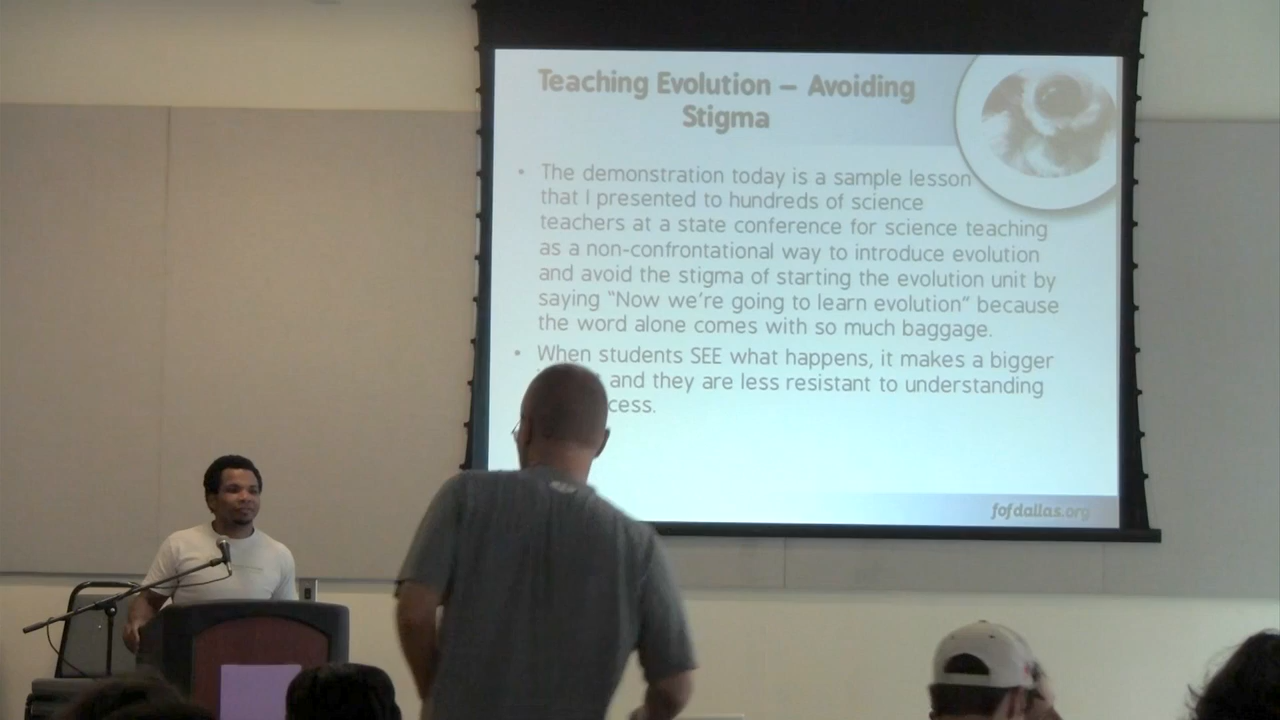 Teaching Evolution – Avoiding
Stigma
• The demonstration today is a sample lesson
that I presented to hundreds of science
teachers at a state conference for science teaching
as a non-confrontational way to introduce evolution
and avoid the stigma of starting the evolution unit by
saying “Now we’re going to learn evolution” because
the word alone comes with so much baggage.
• When students SEE what happens, it makes a bigger
and they are less resistant to understanding
fofdallas.org